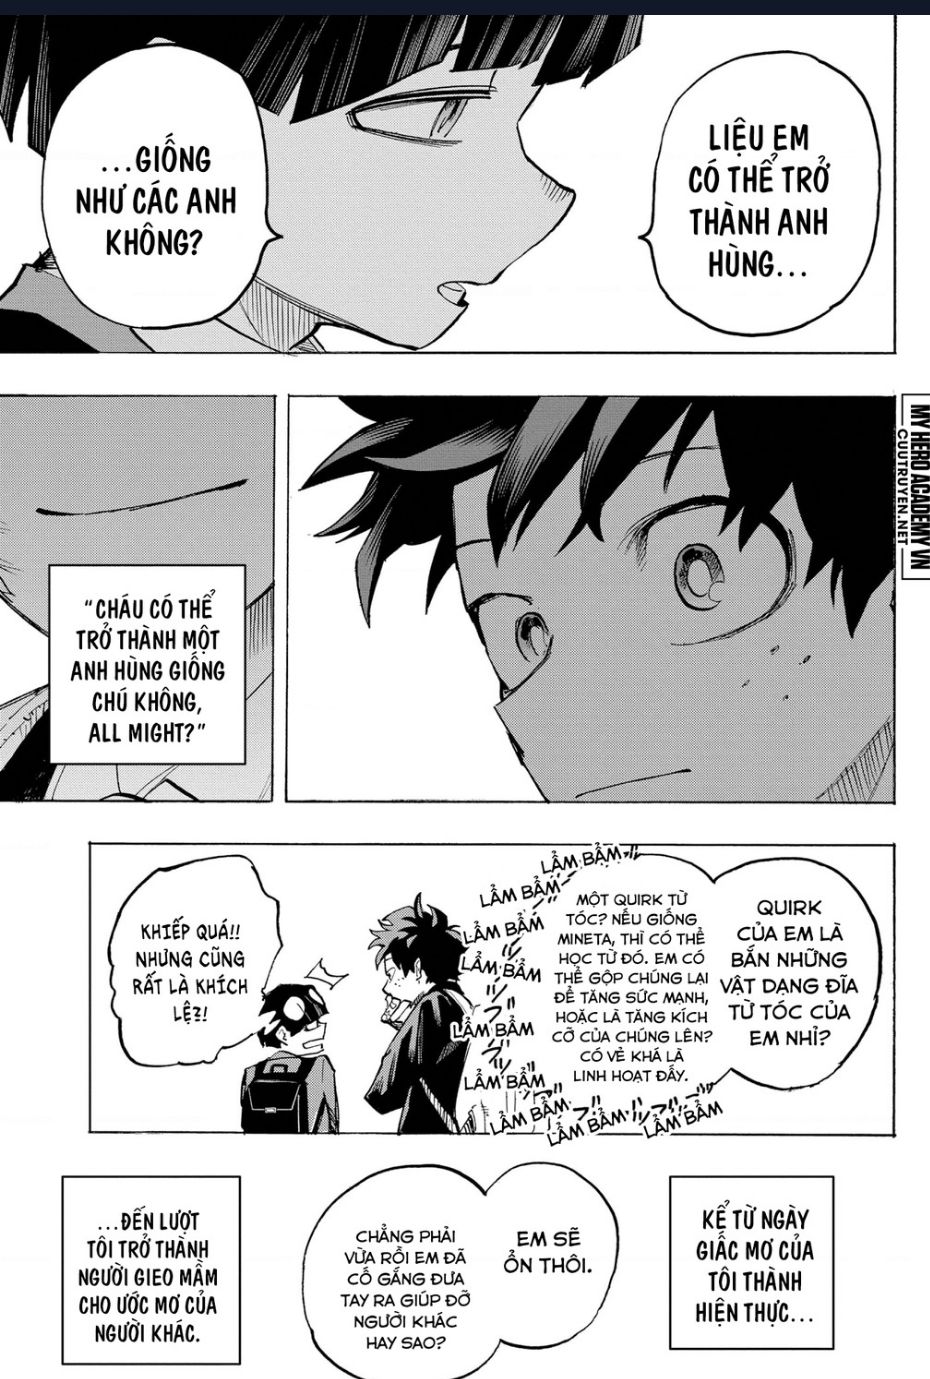 LIỆU EM
CÓ THỂ TRỞ
THÀNH ANH
HÙNG...
...GIỐNG
NHƯ CÁC ANH
KHÔNG?
MY HERO ACADEMY VN
CUUTRUYEN.NET
“CHÁU CÓ THỂ
TRỞ THÀNH MỘT
ANH HÙNG GIỐNG
CHÚ KHÔNG,
ALL MIGHT?”
QUIRK
CỦA EM LÀ
BẮN NHỮNG
VẬT DẠNG ĐĨA
TỪ TÓC CỦA
EM NHỈ?
MỘT QUIRK TỪ
TÓC? NẾU GIỐNG
MINETA, THÌ CÓ THỂ
HỌC TỪ ĐÓ. EM CÓ
THỂ GỘP CHÚNG LẠI
ĐỂ TĂNG SỨC MẠNH,
HOẶC LÀ TĂNG KÍCH
CỠ CỦA CHÚNG LÊN?
CÓ VẺ KHÁ LÀ
LINH HOẠT ĐẤY.
LẨM BẨM
LẨM BẨM
LẨM BẨM
LẨM BẨM
LẨM BẨM
LẨM BẨM
LẨM BẨM
LẨM BẨM
LẨM BẨM
KHIẾP QUÁ!!
NHƯNG CŨNG
RẤT LÀ KHÍCH
LỆ?!
KỂ TỪ NGÀY
GIẤC MƠ CỦA
TÔI THÀNH
HIỆN THỰC...
EM SẼ
ỔN THÔI.
CHẲNG PHẢI
VỪA RỒI EM ĐÃ
CỐ GẮNG ĐƯA
TAY RA GIÚP ĐỠ
NGƯỜI KHÁC
HAY SAO?
...ĐẾN LƯỢT
TÔI TRỞ THÀNH
NGƯỜI GIEO MẦM
CHO ƯỚC MƠ CỦA
NGƯỜI KHÁC.